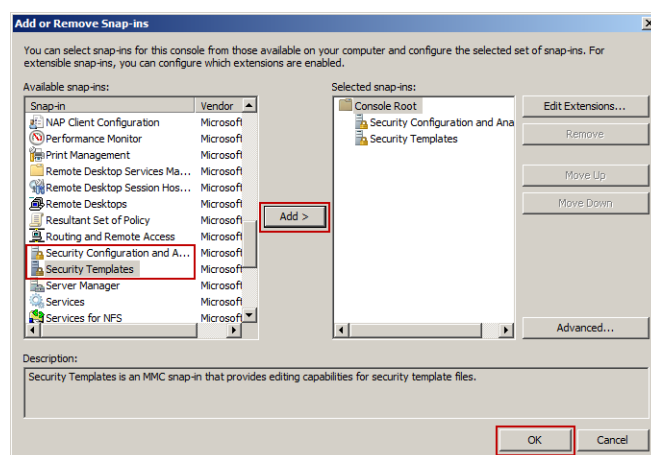 Add or Remove Snap-ins
You can select snap-ins for this console from those available on your computer and configure the selected set of snap-ins. For
extensible snap-ins, you can configure which extensions are enabled.
Available snap-ins:
Selected snap-ins:
Snap-in Vendor
NAP Client Configuration Microsoft
Performance Monitor Microsoft
Print Management Microsoft
Remote Desktop Services Ma... Microsoft
Remote Desktop Session Hos... Microsoft
Remote Desktops Microsoft
Resultant Set of Policy Microsoft
Routing and Remote Access Microsoft
Security Configuration and A... Microsoft
Security Templates Microsoft
Server Manager Microsoft
Services Microsoft
Services for NFS Microsoft
Add >
Console Root
Security Configuration and Ana
Security Templates
Edit Extensions...
Remove
Move Up
Move Down
Advanced...
Description:
Security Templates is an MMC snap-in that provides editing capabilities for security template files.
OK
Cancel